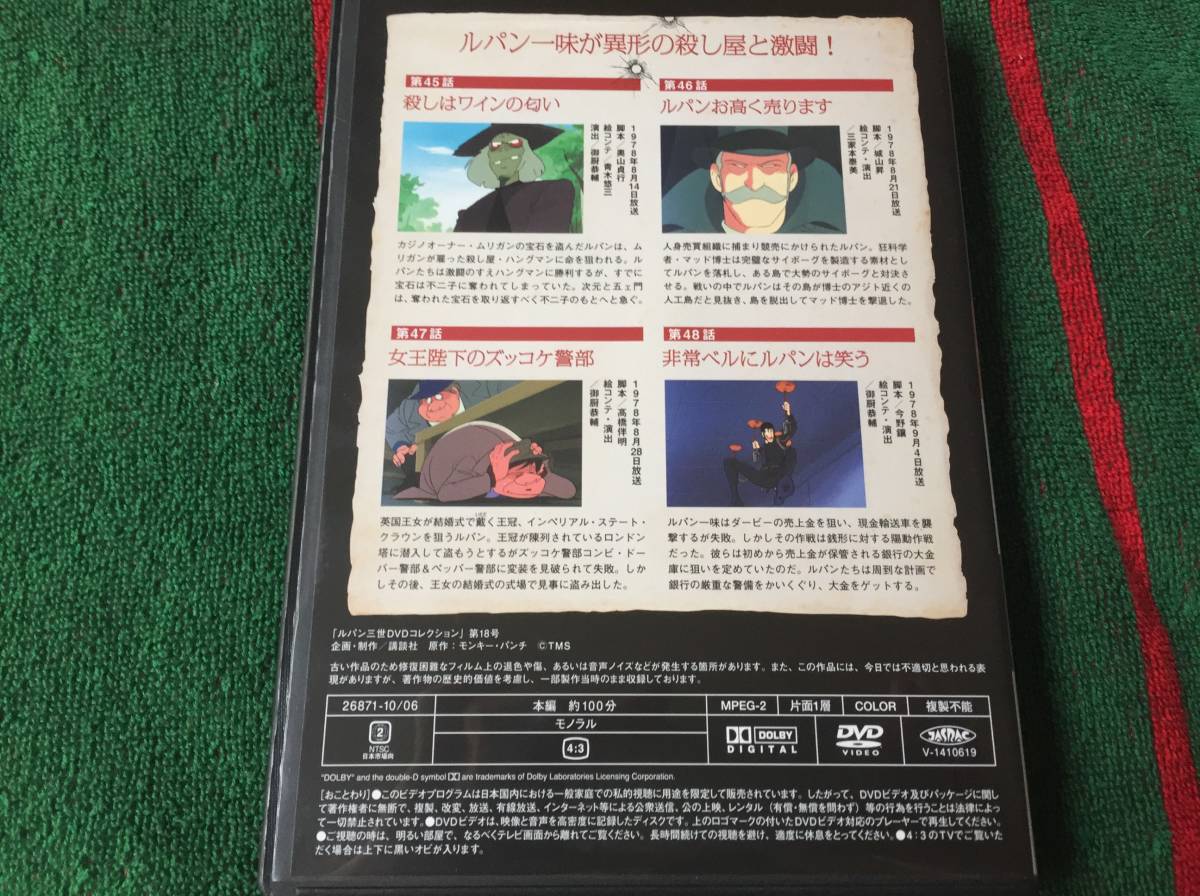 ルパン一味が異形の殺し屋と激闘！
第45話
殺しはワインの匂い
1978年8月14日放送
脚本／奥山貞行
絵コンテ／青木悠三
演出／御厨恭輔
カジノオーナー・ムリガンの宝石を盗んだルパンは、ム
リガンが雇った殺し屋・ハングマンに命を狙われる。ル
パンたちは激闘のすえハングマンに勝利するが、すでに
宝石は不二子に奪われてしまっていた。次元と五ェ門
は、奪われた宝石を取り返すべく不二子のもとへと急ぐ。
第46話
ルパンお高く売ります
1978年8月21日放送
脚本／城山昇
絵コンテ・演出
／三家本泰美
人身売買組織に捕まり競売にかけられたルパン。狂科学
者・マッド博士は完璧なサイボーグを製造する素材とし
てルパンを落札し、ある島で大勢のサイボーグと対決さ
せる。戦いの中でルパンはその島が博士のアジト近くの
人工島だと見抜き、島を脱出してマッド博士を撃退した。
第47話
女王陛下のズッコケ警部
1978年8月28日放送
脚本／高橋伴明
絵コンテ・演出
／御厨恭輔
英国王女が結婚式で戴く王冠、インペリアル・ステート・
クラウンを狙うルパン。王冠が陳列されているロンドン
塔に潜入して盗もうとするがズッコケ警部コンビ・ドー
バー警部＆ペッパー警部に変装を見破られて失敗。しか
しその後、王女の結婚式の式場で見事に盗み出した。
第48話
非常ベルにルパンは笑う
1978年9月4日放送
脚本／今野譲
絵コンテ・演出
／御厨恭輔
ルパン一味はダービーの売上金を狙い、現金輸送車を襲
撃するが失敗。しかしその作戦は銭形に対する陽動作戦
だった。彼らは初めから売上金が保管される銀行の大金
庫に狙いを定めていたのだ。ルパンたちは周到な計画で
銀行の厳重な警備をかいくぐり、大金をゲットする。
「ルパン三世DVDコレクション」第18号
企画・制作／講談社 原作：モンキー・パンチ ©TMS
古い作品のため修復困難なフィルム上の退色や傷、あるいは音声ノイズなどが発生する箇所があります。また、この作品には、今日では不適切と思われる表
現がありますが、著作物の歴史的価値を考慮し、一部製作当時のまま収録しております。
26871-10/06 本編 約100分 MPEG-2 片面1層 COLOR 複製不能
2 NTSC 日本市場向 モノラル 4:3 DOLBY DIGITAL DVD VIDEO JASRAC V-1410619
"DOLBY" and the double-D symbol are trademarks of Dolby Laboratories Licensing Corporation.
［おことわり］●このビデオプログラムは日本国内における一般家庭での私的視聴に用途を限定して販売されています。したがって、DVDビデオ及びパッケージに関し
て著作権者に無断で、複製、改変、放送、有線放送、インターネット等による公衆送信、公の上映、レンタル（有償・無償を問わず）等の行為を行うことは法律によっ
て一切禁止されています。●DVDビデオは、映像と音声を高密度に記録したディスクです。上のロゴマークの付いたDVDビデオ対応のプレーヤーで再生してください。
●ご視聴の時は、明るい部屋で、なるべくテレビ画面から離れてご覧ください。長時間続けての視聴を避け、適度に休息をとってください。●4：3のTVでご覧いた
だく場合は上下に黒いオビが入ります。